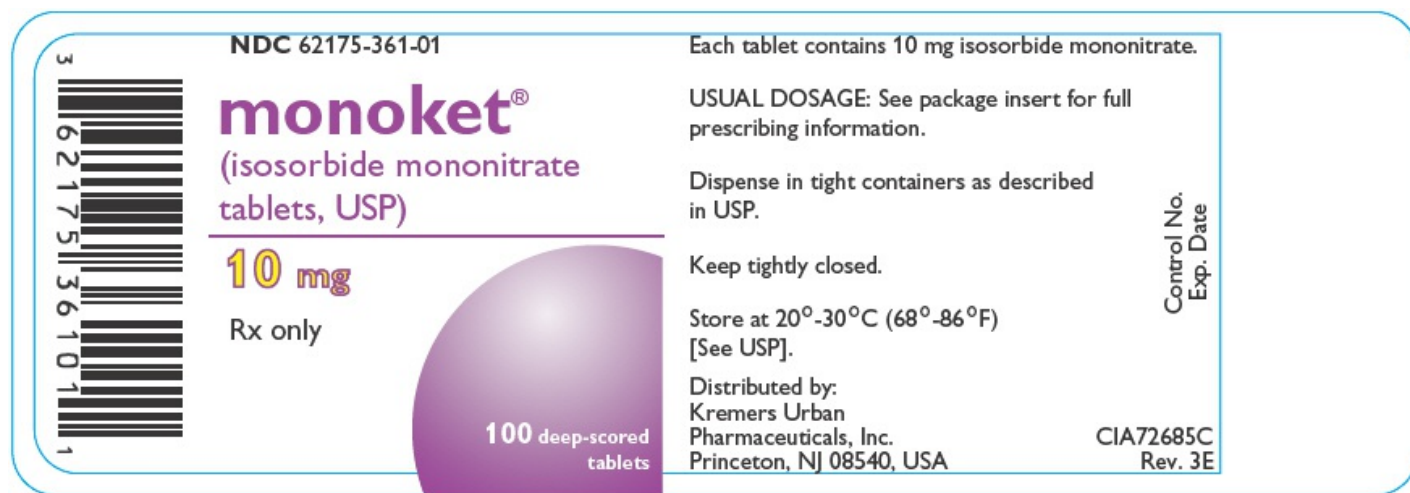 3 62175 36101 1
NDC 62175-361-01
monoket®
(isosorbide mononitrate
tablets, USP)
10 mg
Rx only
100 deep-scored
tablets
Each tablet contains 10 mg isosorbide mononitrate.
USUAL DOSAGE: See package insert for full
prescribing information.
Dispense in tight containers as described
in USP.
Keep tightly closed.
Store at 20°-30°C (68°-86°F)
[See USP].
Distributed by:
Kremers Urban
Pharmaceuticals, Inc.
Princeton, NJ 08540, USA
CIA72685C
Rev. 3E
Control No.
Exp. Date